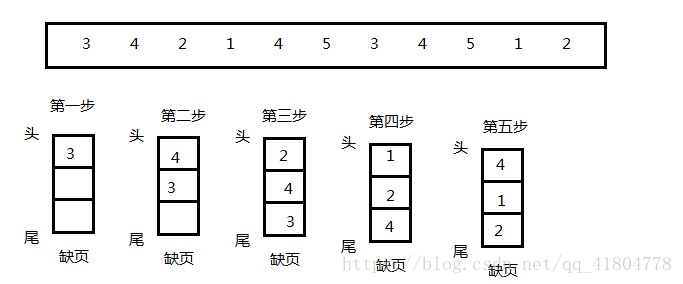 3 4 2 1 4 5 3 4 5 1 2
第一步 第二步 第三步 第四步 第五步
头 头 头 头 头
3 4 2 1 4
3 4 2 1
3 4 2
尾 尾 尾 尾 尾
缺页 缺页 缺页 缺页 缺页
https://blog.csdn.net/qq_41804778